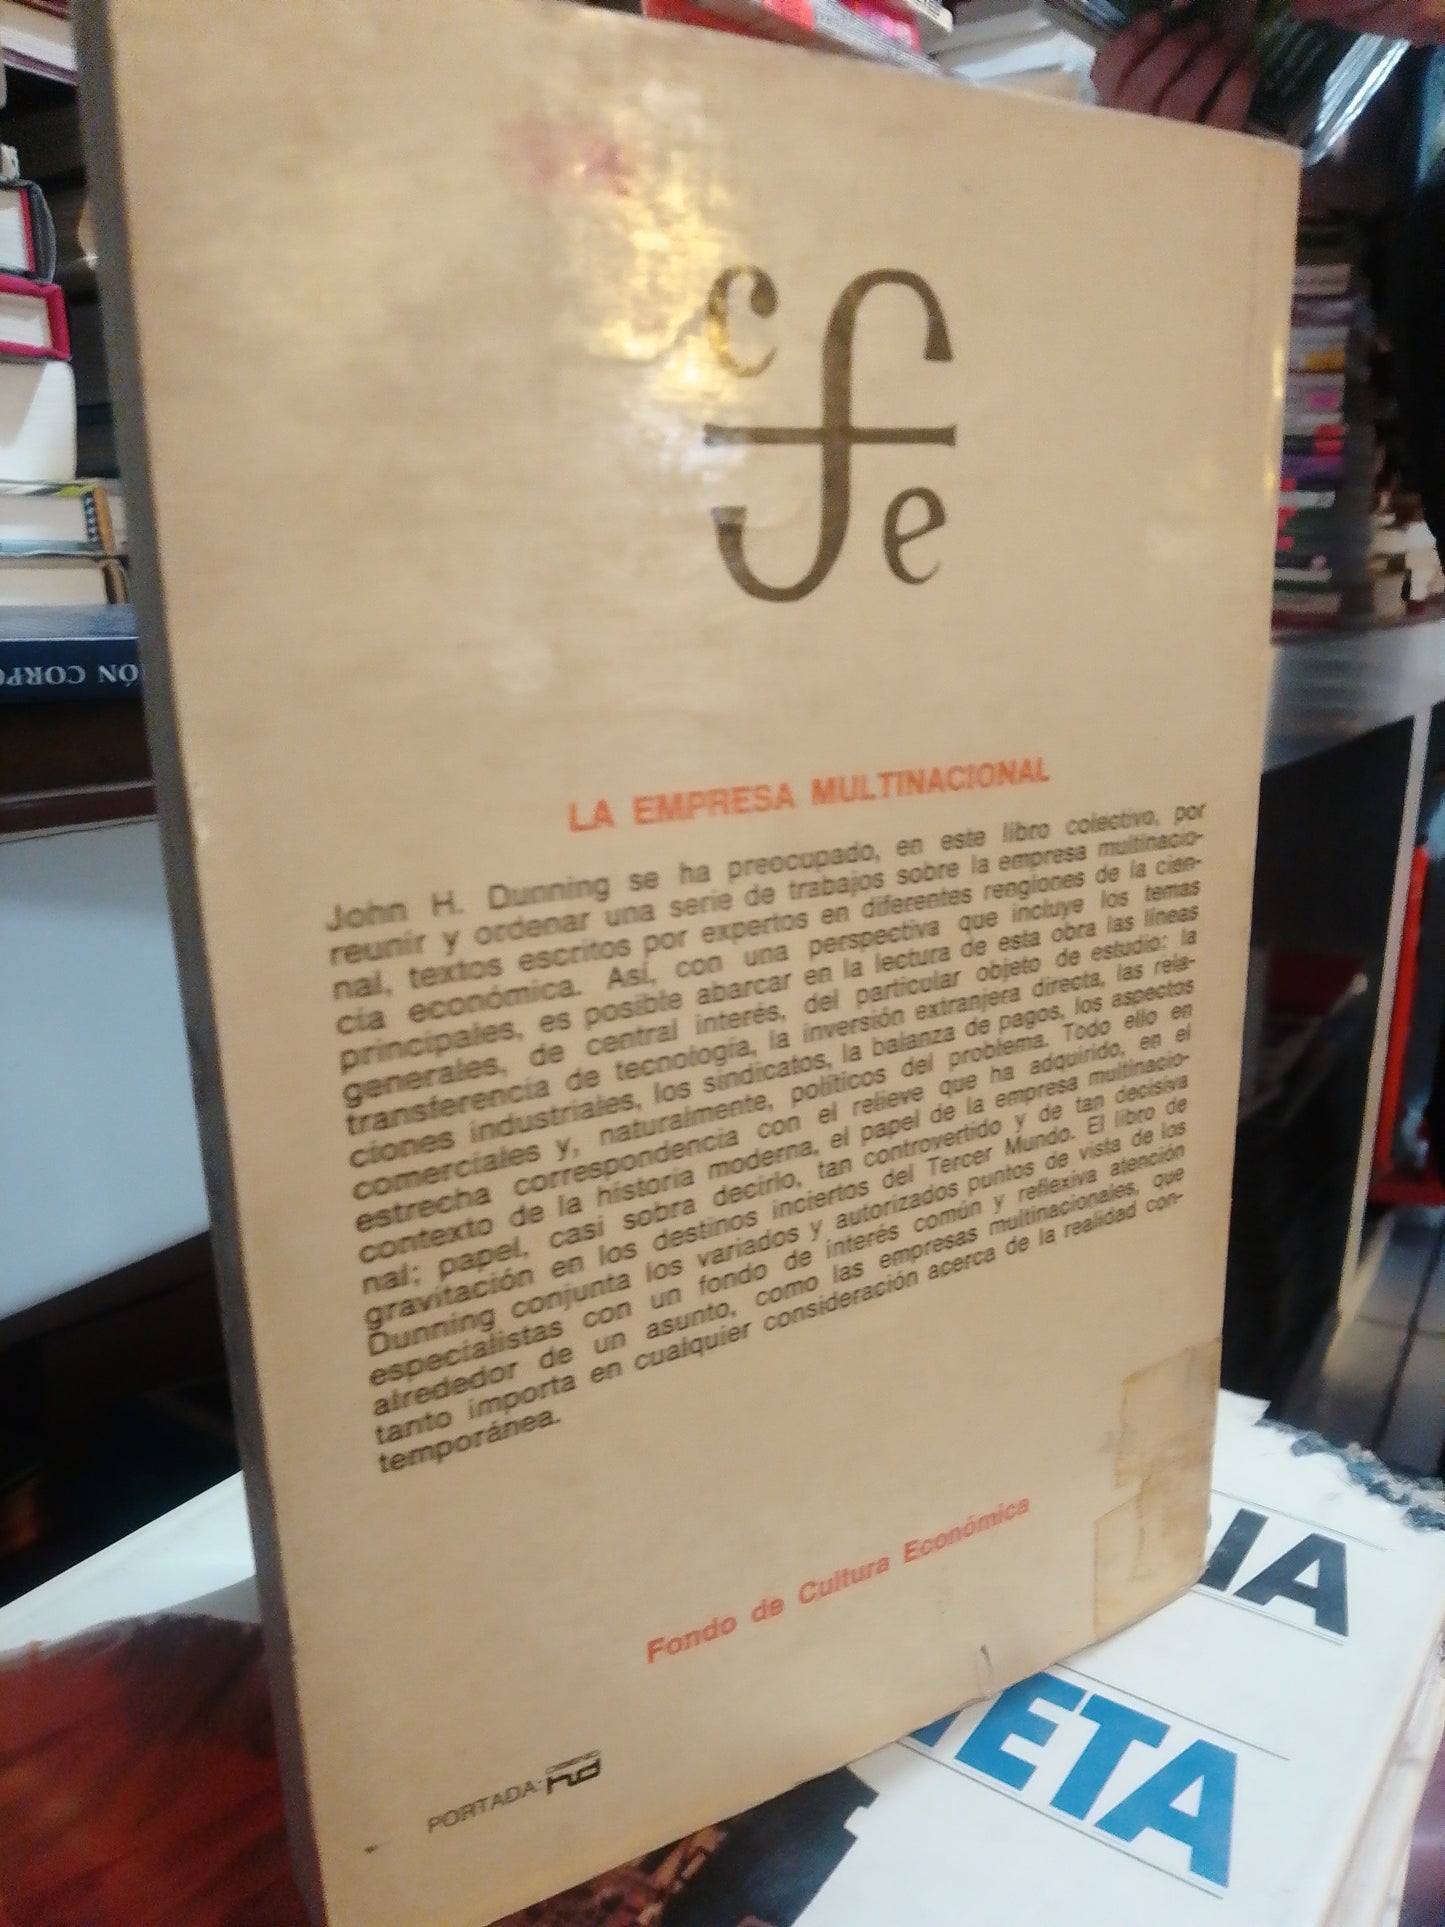 c f e
LA EMPRESA MULTINACIONAL
John H. Dunning se ha preocupado, en este libro colectivo, por
reunir y ordenar una serie de trabajos sobre la empresa multinacio-
nal, textos escritos por expertos en diferentes rengiones de la cien-
cia económica. Así, con una perspectiva que incluye los temas
principales, es posible abarcar en la lectura de esta obra las líneas
generales, de central interés, del particular objeto de estudio: la
transferencia de tecnología, la inversión extranjera directa, las rela-
ciones industriales, los sindicatos, la balanza de pagos, los aspectos
comerciales y, naturalmente, políticos del problema. Todo ello en
estrecha correspondencia con el relieve que ha adquirido, en el
contexto de la historia moderna, el papel de la empresa multinacio-
nal; papel, casi sobra decirlo, tan controvertido y de tan decisiva
gravitación en los destinos inciertos del Tercer Mundo. El libro de
Dunning conjunta los variados y autorizados puntos de vista de los
especialistas con un fondo de interés común y reflexiva atención
alrededor de un asunto, como las empresas multinacionales, que
tanto importa en cualquier consideración acerca de la realidad con-
temporánea.
Fondo de Cultura Económica
PORTADA:
IÓN CORPO
IA
ETA